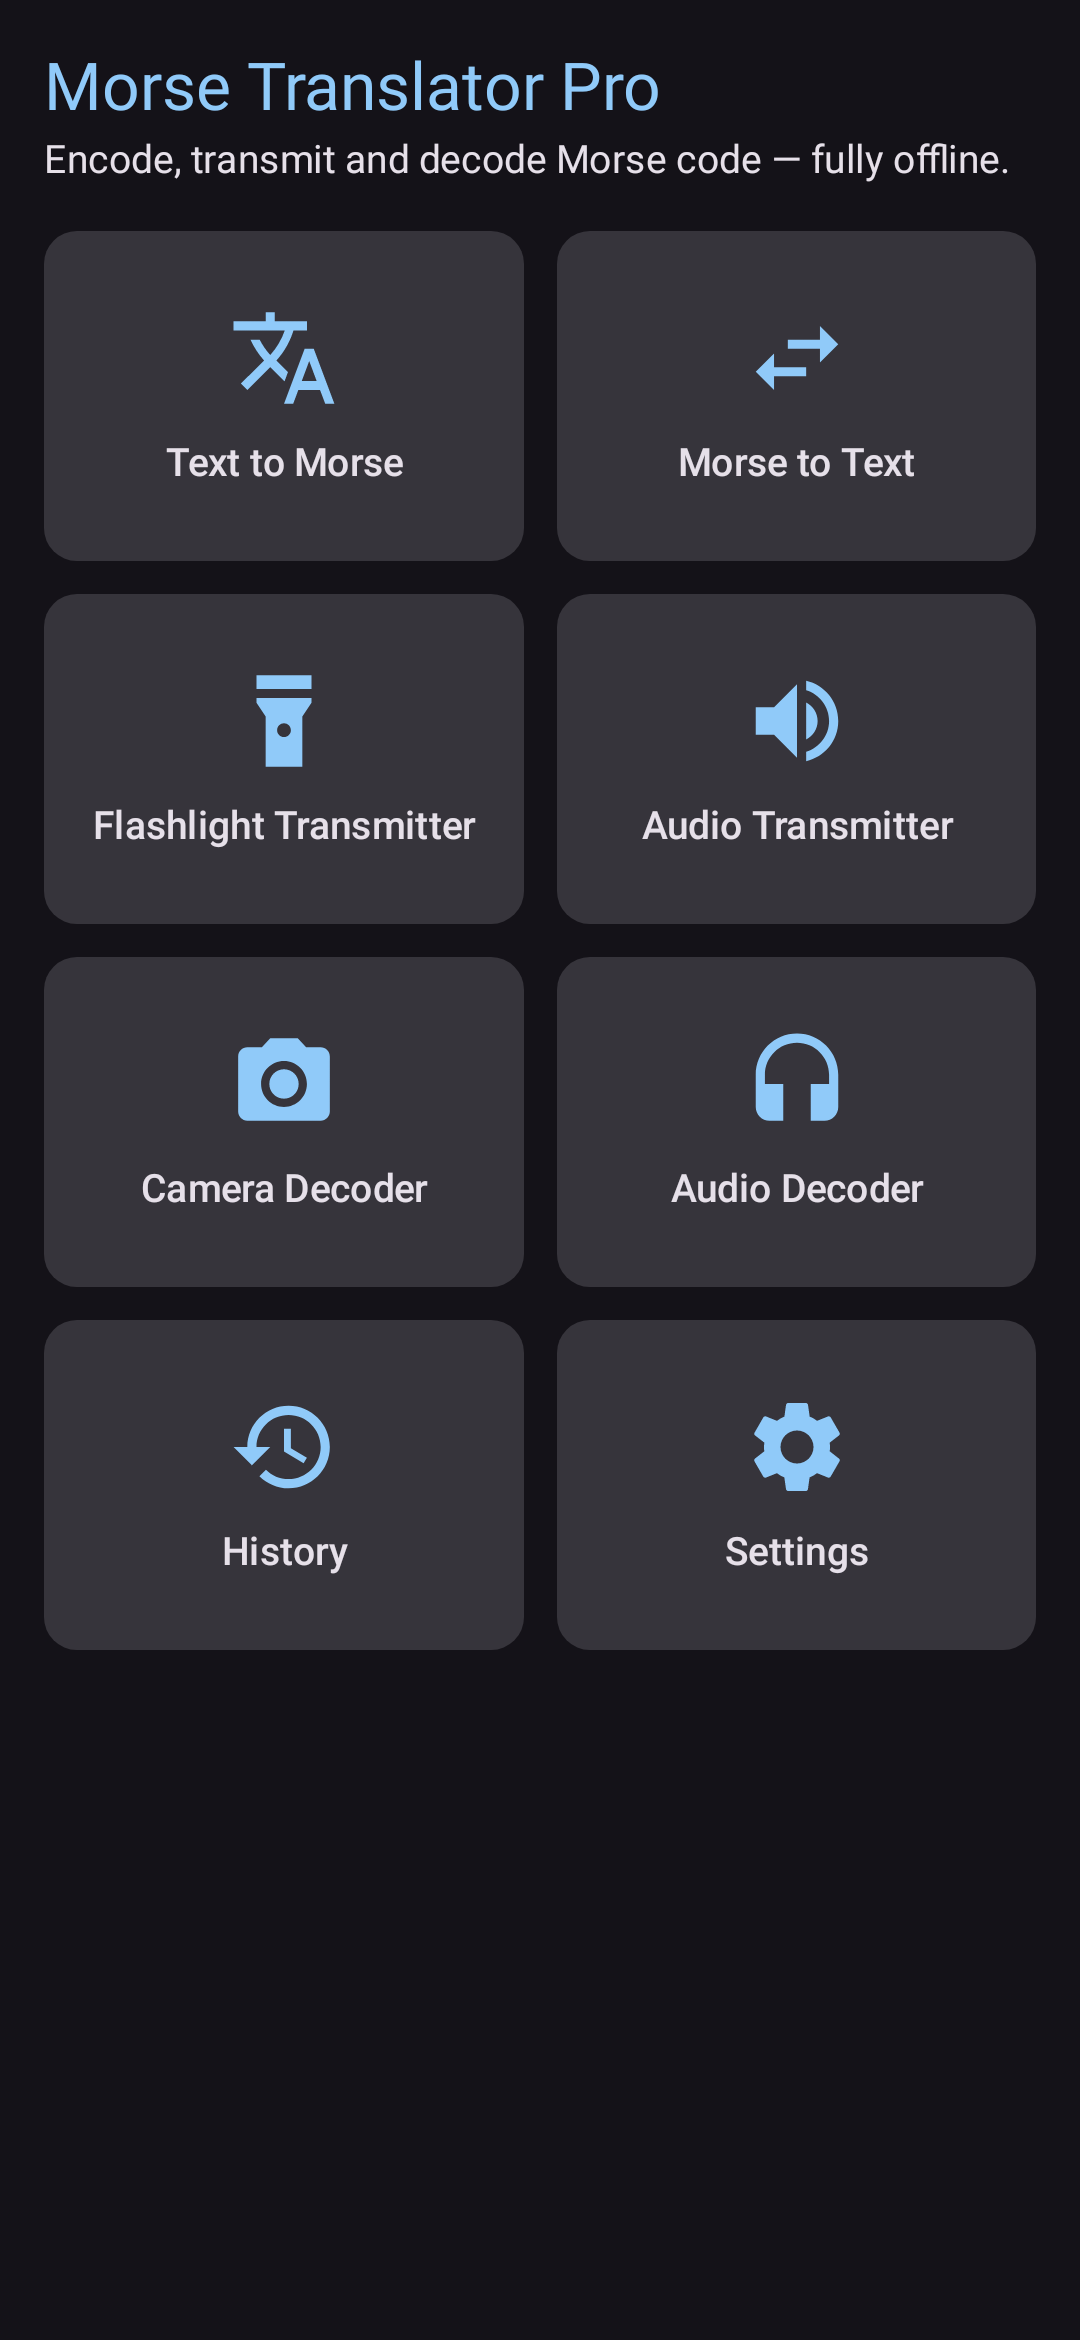 Morse Translator Pro
Encode, transmit and decode Morse code — fully offline.
Text to Morse
Morse to Text
Flashlight Transmitter
Audio Transmitter
Camera Decoder
Audio Decoder
History
Settings